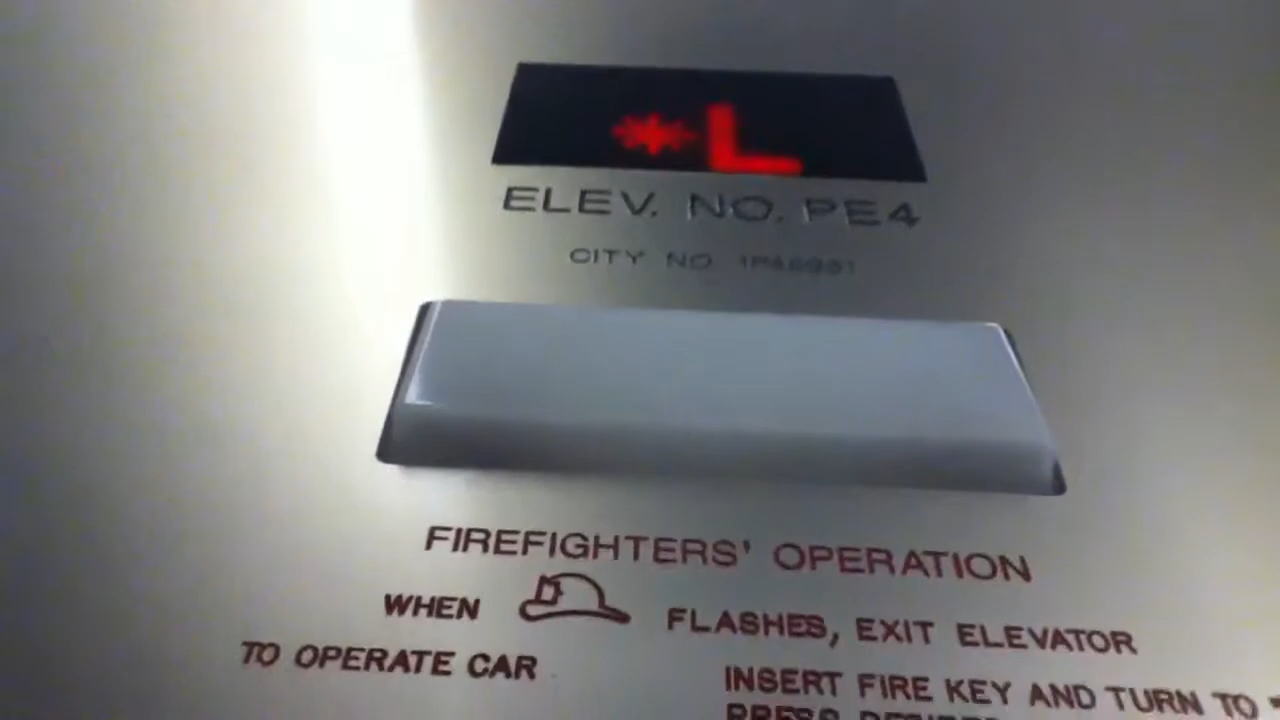 *L
ELEV. NO. PE4
CITY NO.
FIREFIGHTERS' OPERATION
WHEN FLASHES, EXIT ELEVATOR
TO OPERATE CAR
INSERT FIRE KEY AND TURN TO
PRESS